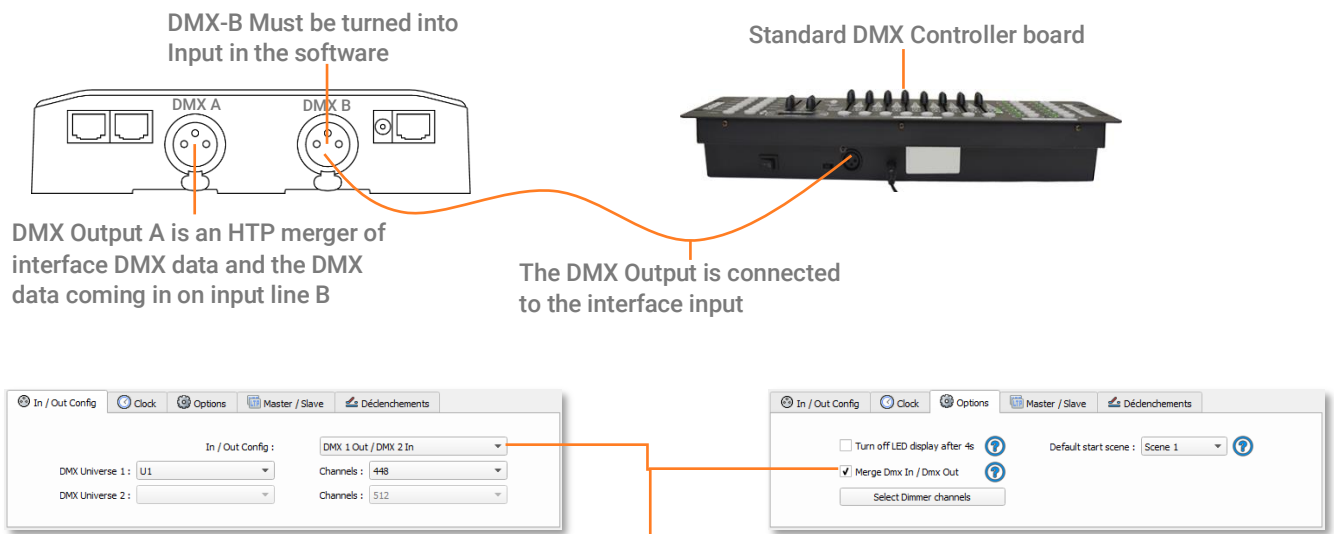 DMX-B Must be turned into
Input in the software
Standard DMX Controller board
DMX A
DMX B
DMX Output A is an HTP merger of
interface DMX data and the DMX
data coming in on input line B
The DMX Output is connected
to the interface input
In / Out Config
Clock
Options
Master / Slave
Déclenchements
In / Out Config :
DMX 1 Out / DMX 2 In
DMX Universe 1 :
U1
Channels :
448
DMX Universe 2 :
Channels :
512
In / Out Config
Clock
Options
Master / Slave
Déclenchements
Turn off LED display after 4s
Default start scene :
Scene 1
Merge Dmx In / Dmx Out
Select Dimmer channels